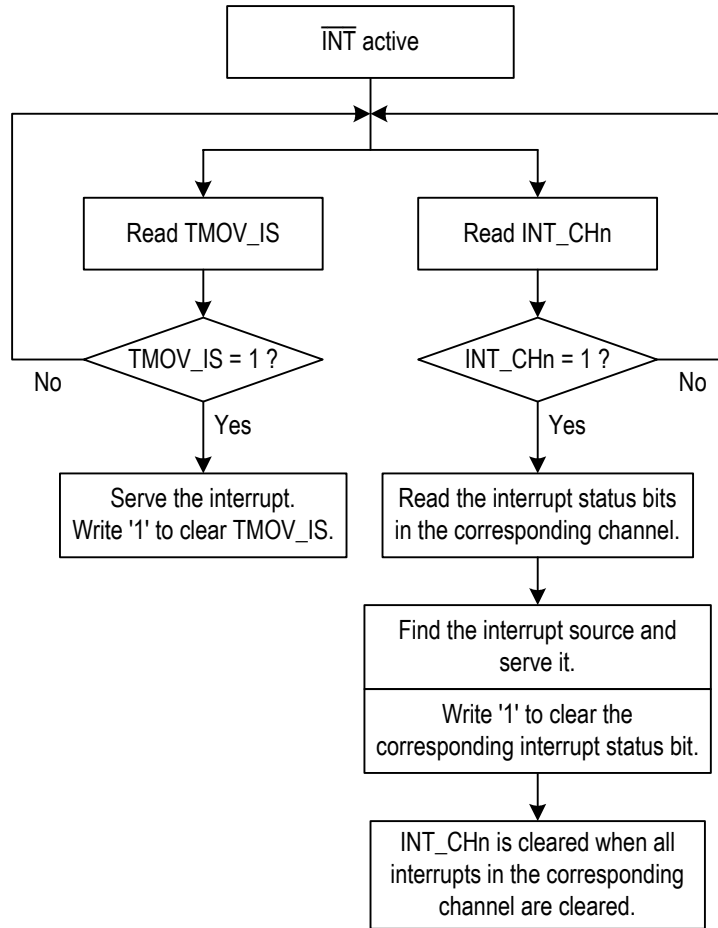 INT active
Read TMOV_IS
Read INT_CHn
TMOV_IS = 1 ?
INT_CHn = 1 ?
No
No
Yes
Yes
Serve the interrupt.
Write '1' to clear TMOV_IS.
Read the interrupt status bits
in the corresponding channel.
Find the interrupt source and
serve it.
Write '1' to clear the
corresponding interrupt status bit.
INT_CHn is cleared when all
interrupts in the corresponding
channel are cleared.